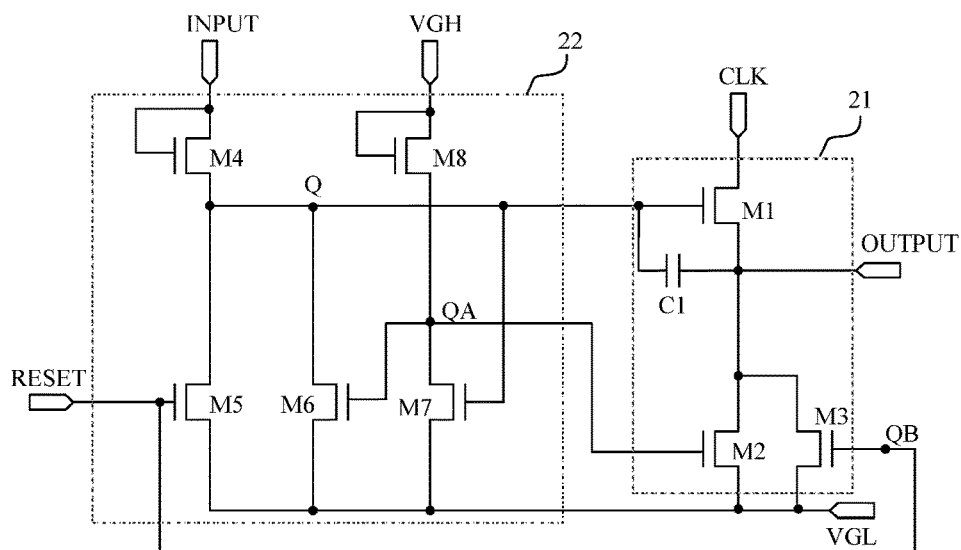 INPUT
VGH
22
CLK
21
M4
M8
Q
M1
OUTPUT
C1
QA
RESET
M5
M6
M7
M2
M3
QB
VGL